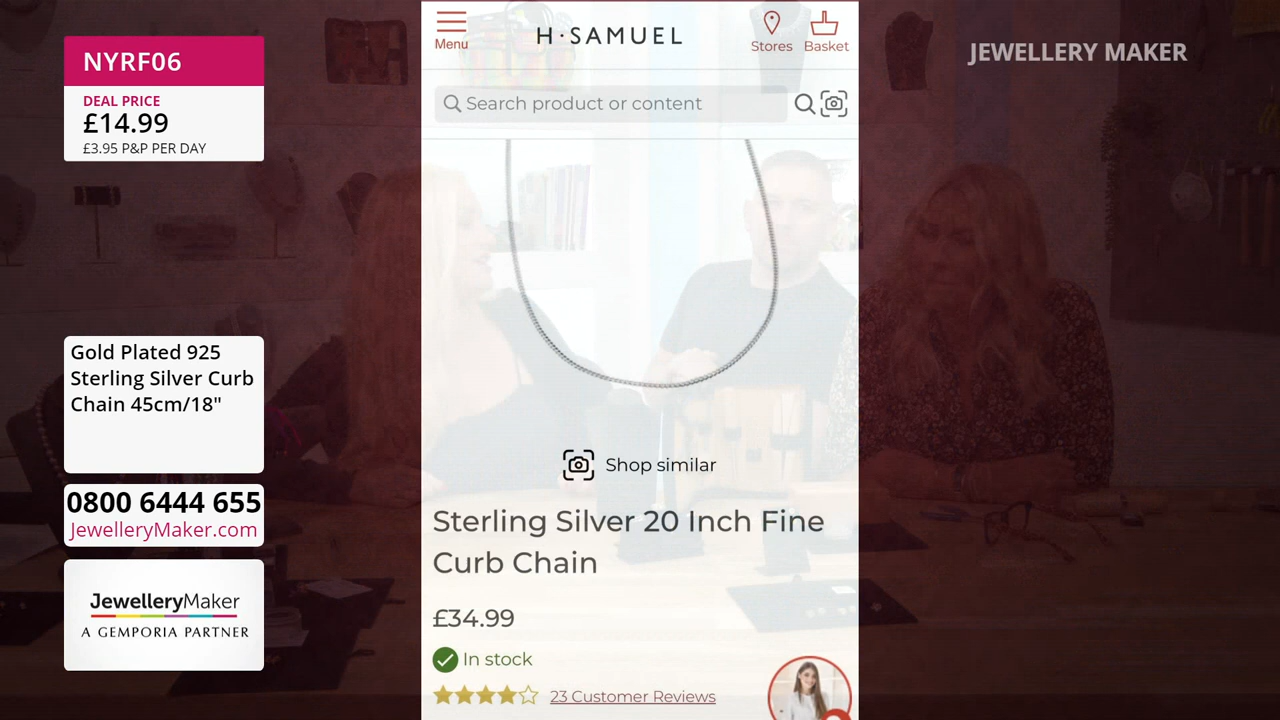 NYRF06
DEAL PRICE
£14.99
£3.95 P&P PER DAY
Gold Plated 925
Sterling Silver Curb
Chain 45cm/18"
0800 6444 655
JewelleryMaker.com
JewelleryMaker
A GEMPORIA PARTNER
Menu
H·SAMUEL
Stores
Basket
Search product or content
Shop similar
Sterling Silver 20 Inch Fine
Curb Chain
£34.99
In stock
23 Customer Reviews
JEWELLERY MAKER